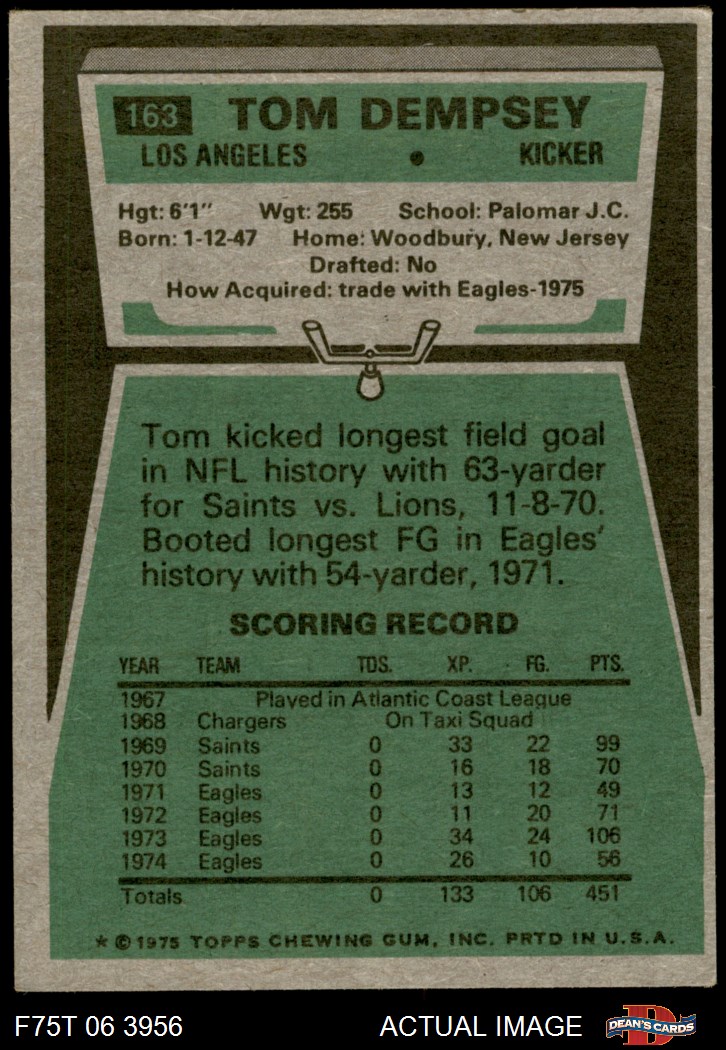 163 TOM DEMPSEY
LOS ANGELES • KICKER
Hgt: 6'1" Wgt: 255 School: Palomar J.C.
Born: 1-12-47 Home: Woodbury, New Jersey
Drafted: No
How Acquired: trade with Eagles-1975
Tom kicked longest field goal
in NFL history with 63-yarder
for Saints vs. Lions, 11-8-70.
Booted longest FG in Eagles'
history with 54-yarder, 1971.
SCORING RECORD
YEAR TEAM TDS. XP. FG. PTS.
1967 Played in Atlantic Coast League
1968 Chargers On Taxi Squad
1969 Saints 0 33 22 99
1970 Saints 0 16 18 70
1971 Eagles 0 13 12 49
1972 Eagles 0 11 20 71
1973 Eagles 0 34 24 106
1974 Eagles 0 26 10 56
Totals 0 133 106 451
* ©1975 TOPPS CHEWING GUM, INC. PRTD IN U.S.A.
F75T 06 3956 ACTUAL IMAGE D DEAN'S CARDS